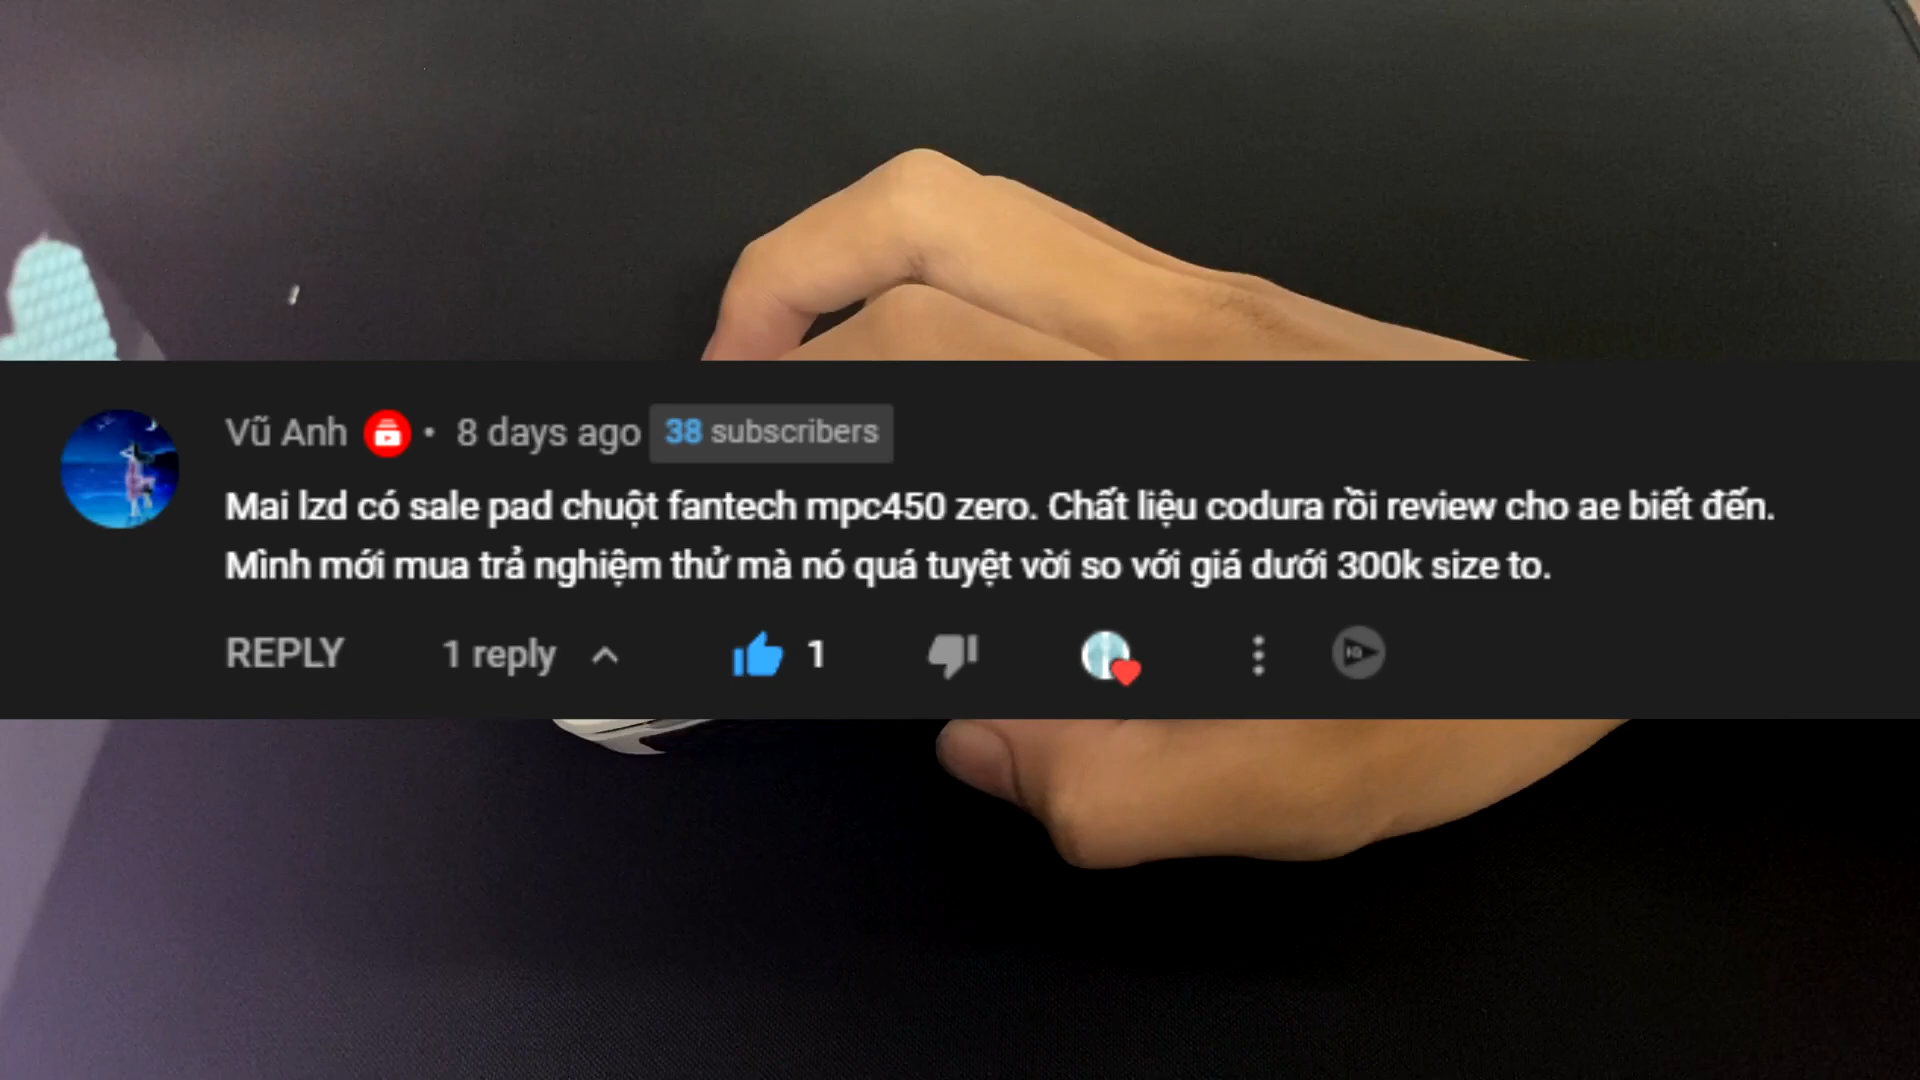 Vũ Anh • 8 days ago 38 subscribers
Mai lzd có sale pad chuột fantech mpc450 zero. Chất liệu codura rồi review cho ae biết đến.
Mình mới mua trả nghiệm thử mà nó quá tuyệt vời so với giá dưới 300k size to.
REPLY 1 reply 1